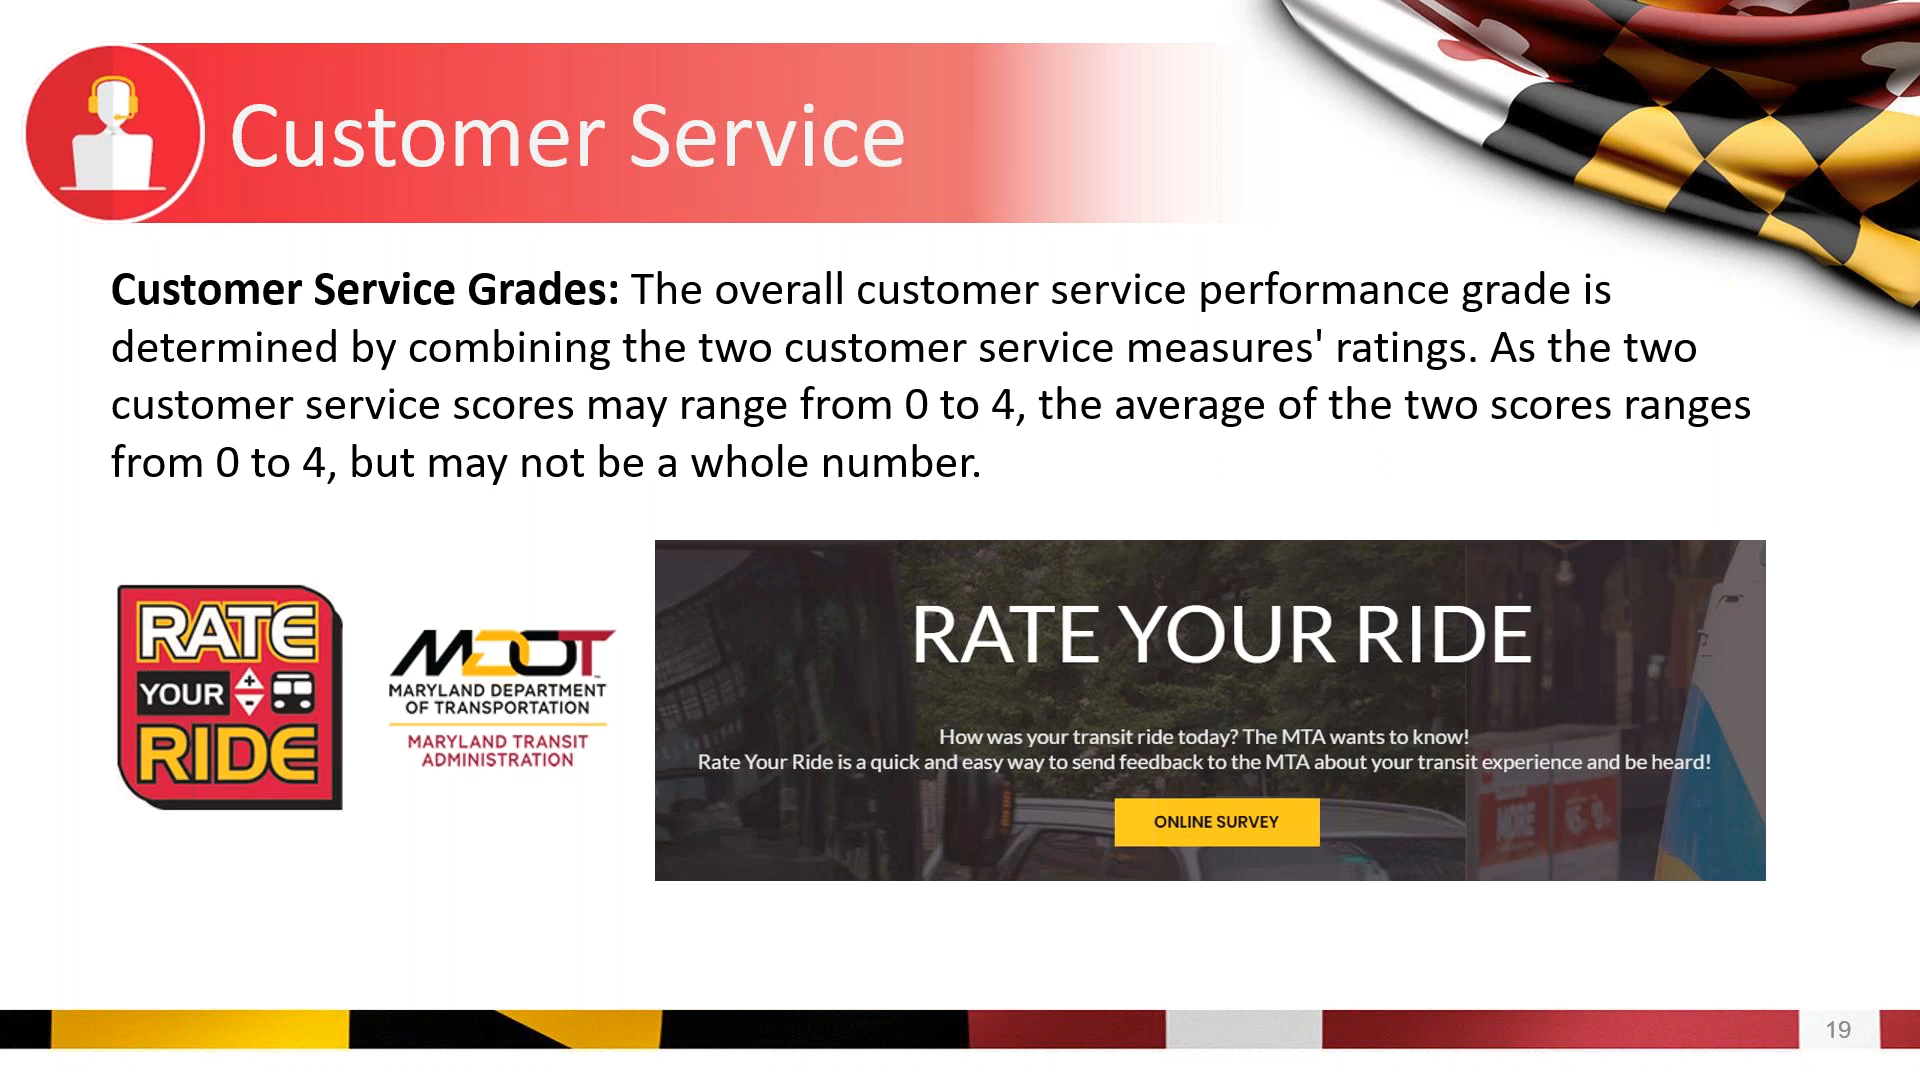 Customer Service
Customer Service Grades: The overall customer service performance grade is
determined by combining the two customer service measures' ratings. As the two
customer service scores may range from 0 to 4, the average of the two scores ranges
from 0 to 4, but may not be a whole number.
RATE
YOUR
RIDE
MDOT
MARYLAND DEPARTMENT
OF TRANSPORTATION
MARYLAND TRANSIT
ADMINISTRATION
RATE YOUR RIDE
How was your transit ride today? The MTA wants to know!
Rate Your Ride is a quick and easy way to send feedback to the MTA about your transit experience and be heard!
ONLINE SURVEY
MORE
19